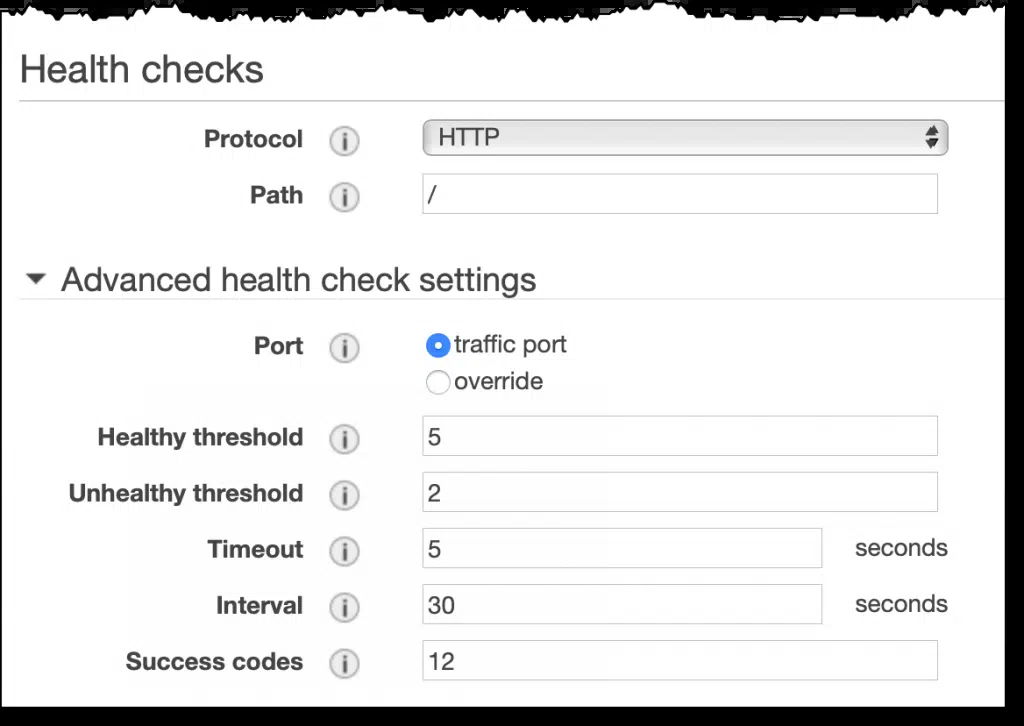 Health checks
Protocol i HTTP
Path i /
Advanced health check settings
Port i traffic port
override
Healthy threshold i 5
Unhealthy threshold i 2
Timeout i 5 seconds
Interval i 30 seconds
Success codes i 12